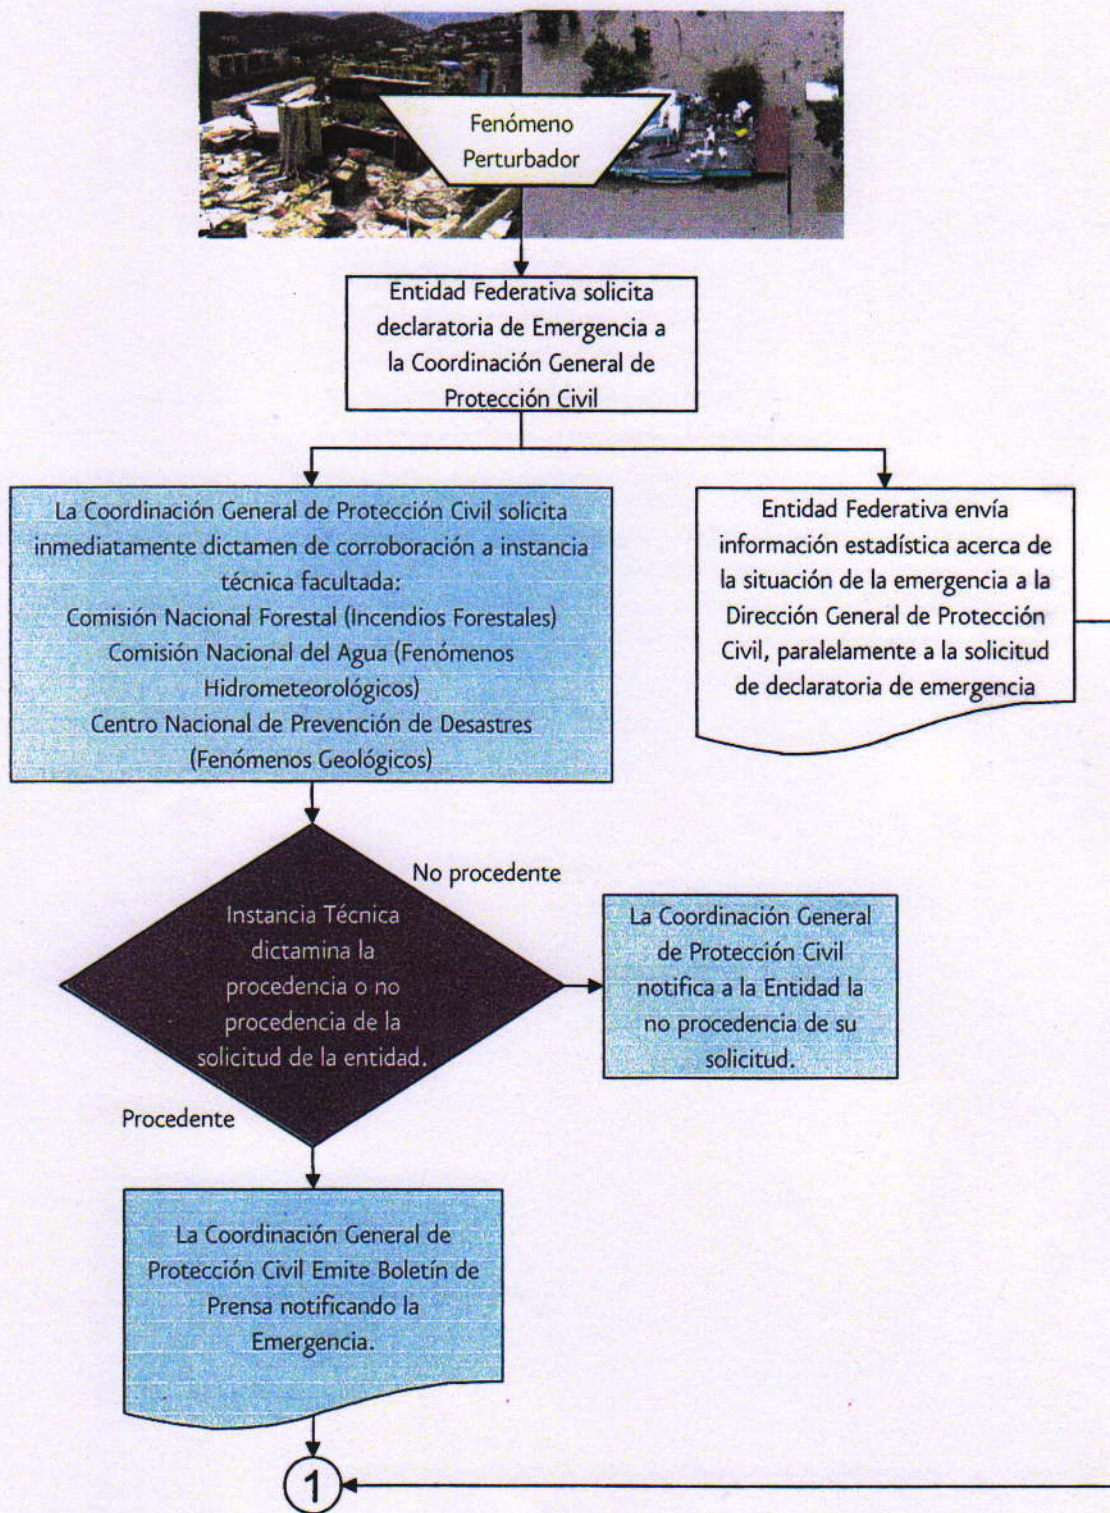 Fenómeno
Perturbador
Entidad Federativa solicita
declaratoria de Emergencia a
la Coordinación General de
Protección Civil
La Coordinación General de Protección Civil solicita
inmediatamente dictamen de corroboración a instancia
técnica facultada:
Comisión Nacional Forestal (Incendios Forestales)
Comisión Nacional del Agua (Fenómenos
Hidrometeorológicos)
Centro Nacional de Prevención de Desastres
(Fenómenos Geológicos)
Entidad Federativa envía
información estadística acerca de
la situación de la emergencia a la
Dirección General de Protección
Civil, paralelamente a la solicitud
de declaratoria de emergencia
No procedente
Instancia Técnica
dictamina la
procedencia o no
procedencia de la
solicitud de la entidad.
La Coordinación General
de Protección Civil
notifica a la Entidad la
no procedencia de su
solicitud.
Procedente
La Coordinación General de
Protección Civil Emite Boletín de
Prensa notificando la
Emergencia.
1